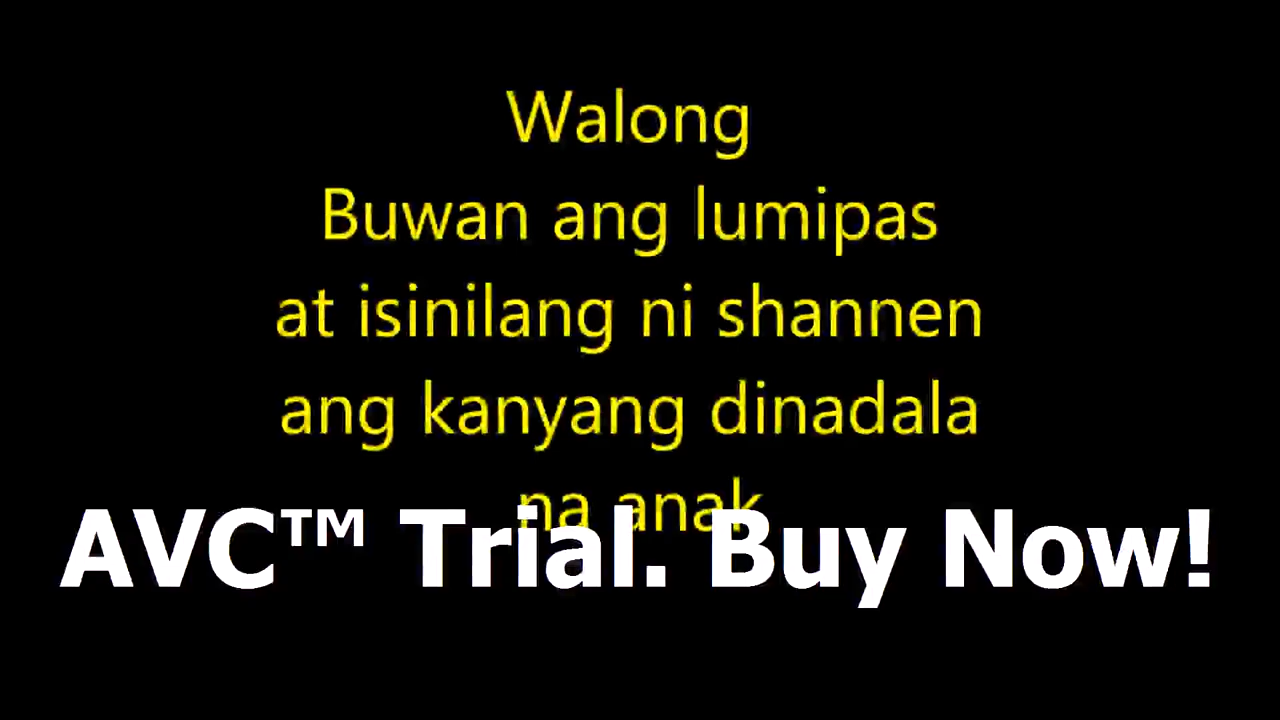 Walong
Buwan ang lumipas
at isinilang ni shannen
ang kanyang dinadala
na anak
AVC™ Trial. Buy Now!